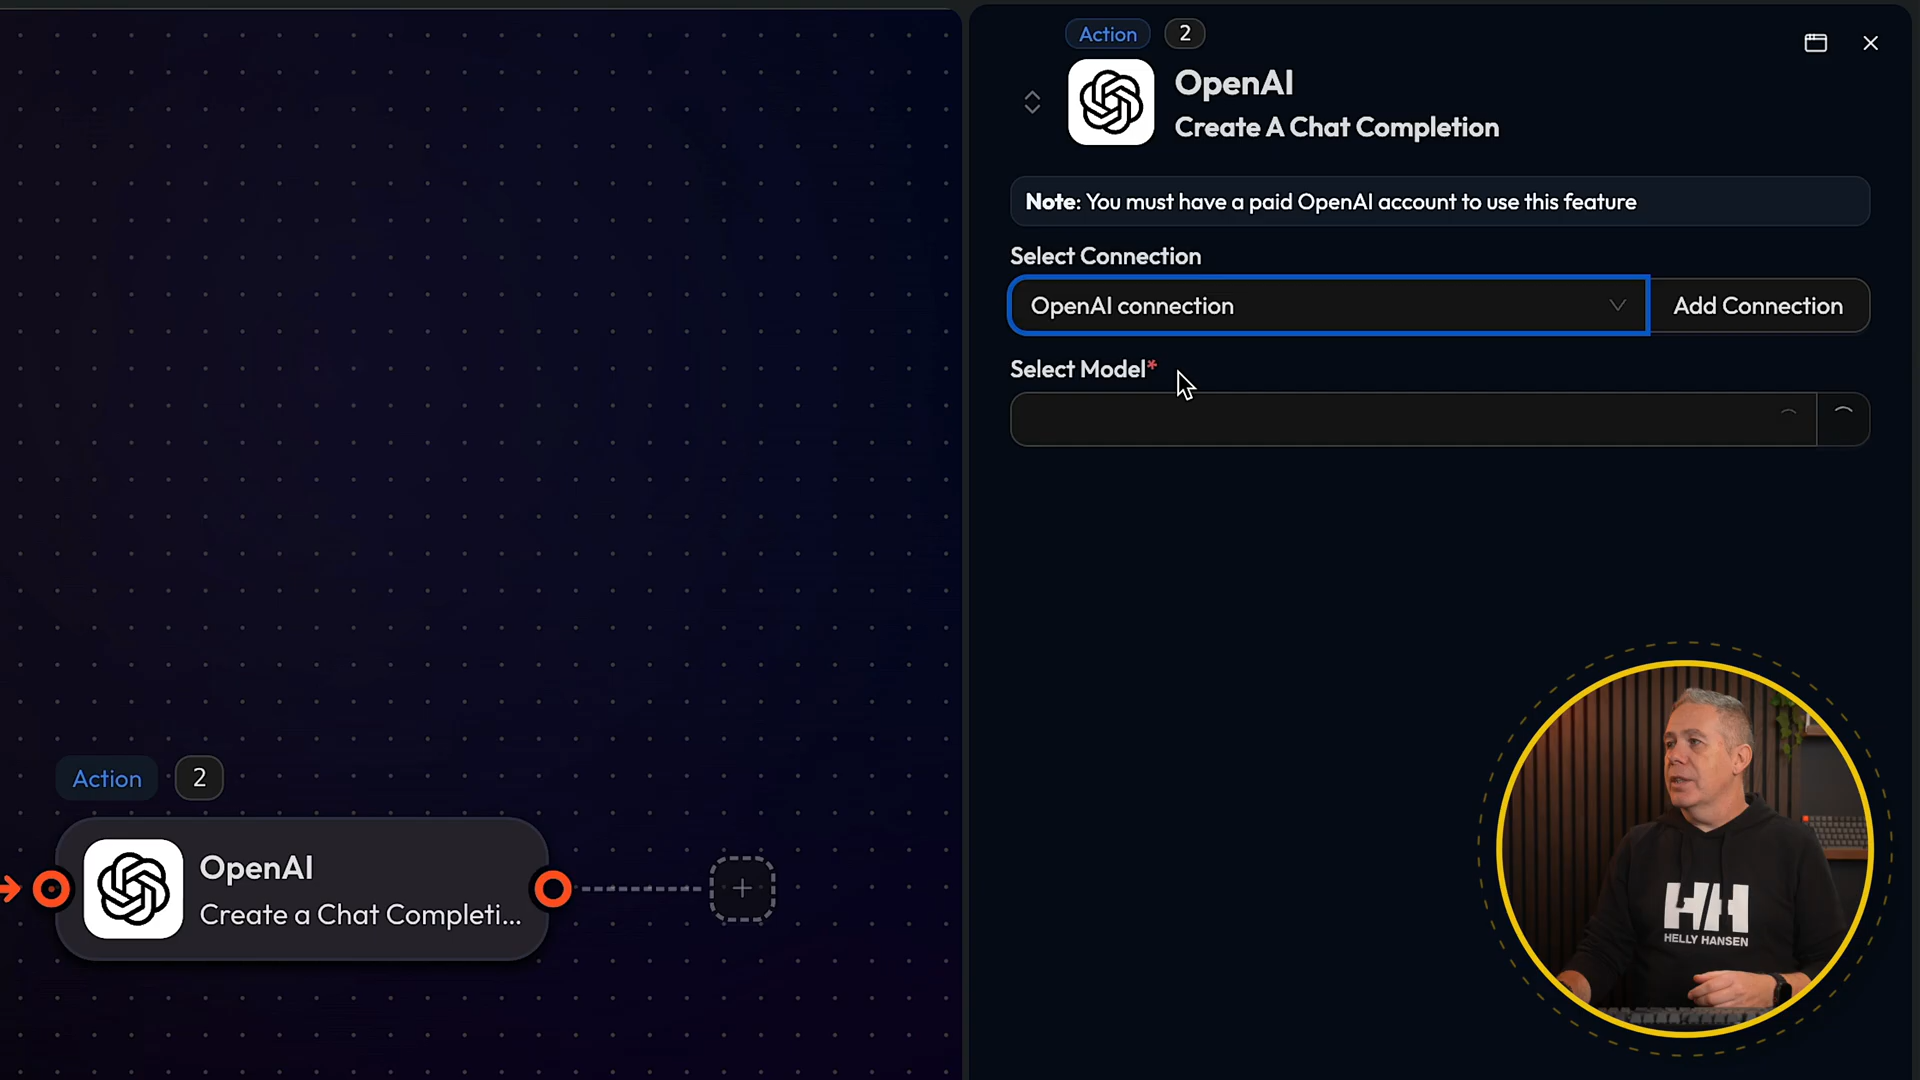 Action 2
OpenAI
Create A Chat Completion
Note: You must have a paid OpenAI account to use this feature
Select Connection
OpenAI connection
Add Connection
Select Model*
Action 2
OpenAI
Create a Chat Completi...
HH
HELLY HANSEN